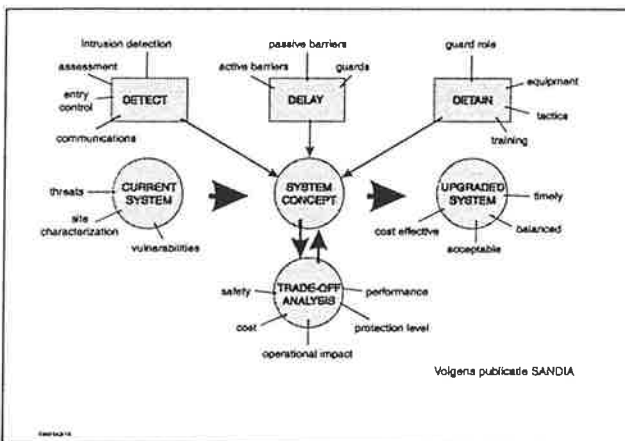 intrusion detection
assessment
entry
control
communications
DETECT
passive barriers
active barriers
guards
DELAY
guard role
equipment
tactics
training
DETAIN
threats
site
characterization
vulnerabilities
CURRENT
SYSTEM
SYSTEM
CONCEPT
UPGRADED
SYSTEM
timely
balanced
acceptable
cost effective
safety
cost
operational impact
TRADE-OFF
ANALYSIS
performance
protection level
Volgens publicatie SANDIA